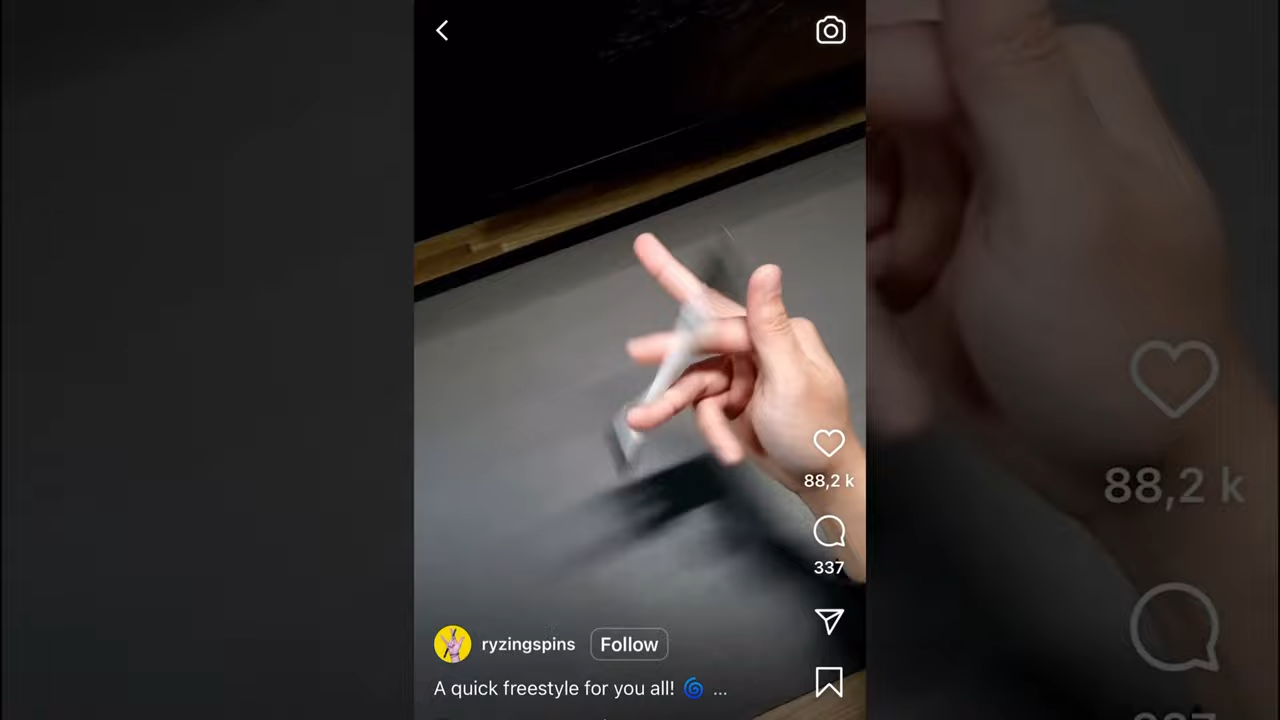 88,2 k
337
ryzingspins
Follow
A quick freestyle for you all! 🌀 ...
88,2 k